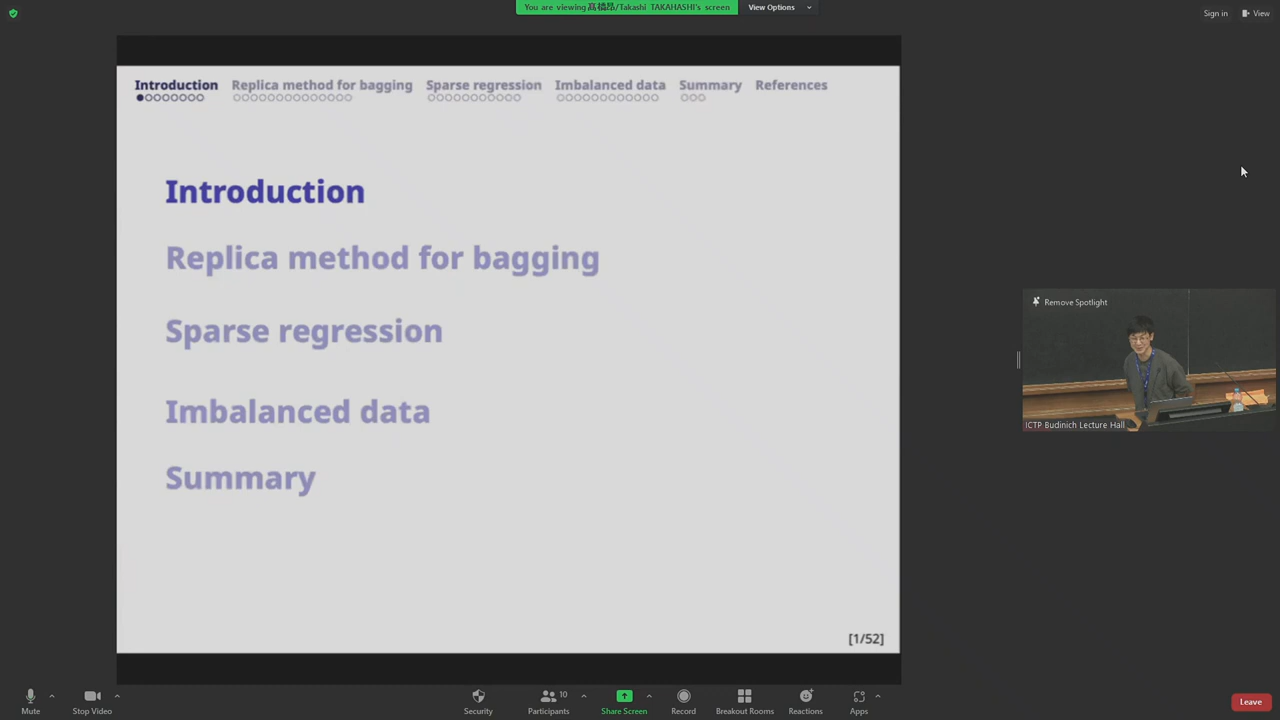 You are viewing 髙橋昂/Takashi TAKAHASHI's screen
View Options
Sign in
View
Introduction
Replica method for bagging
Sparse regression
Imbalanced data
Summary
References
Introduction
Replica method for bagging
Sparse regression
Imbalanced data
Summary
[1/52]
Remove Spotlight
ICTP Budinich Lecture Hall
Mute
Stop Video
Security
Participants
10
Share Screen
Record
Breakout Rooms
Reactions
Apps
Leave